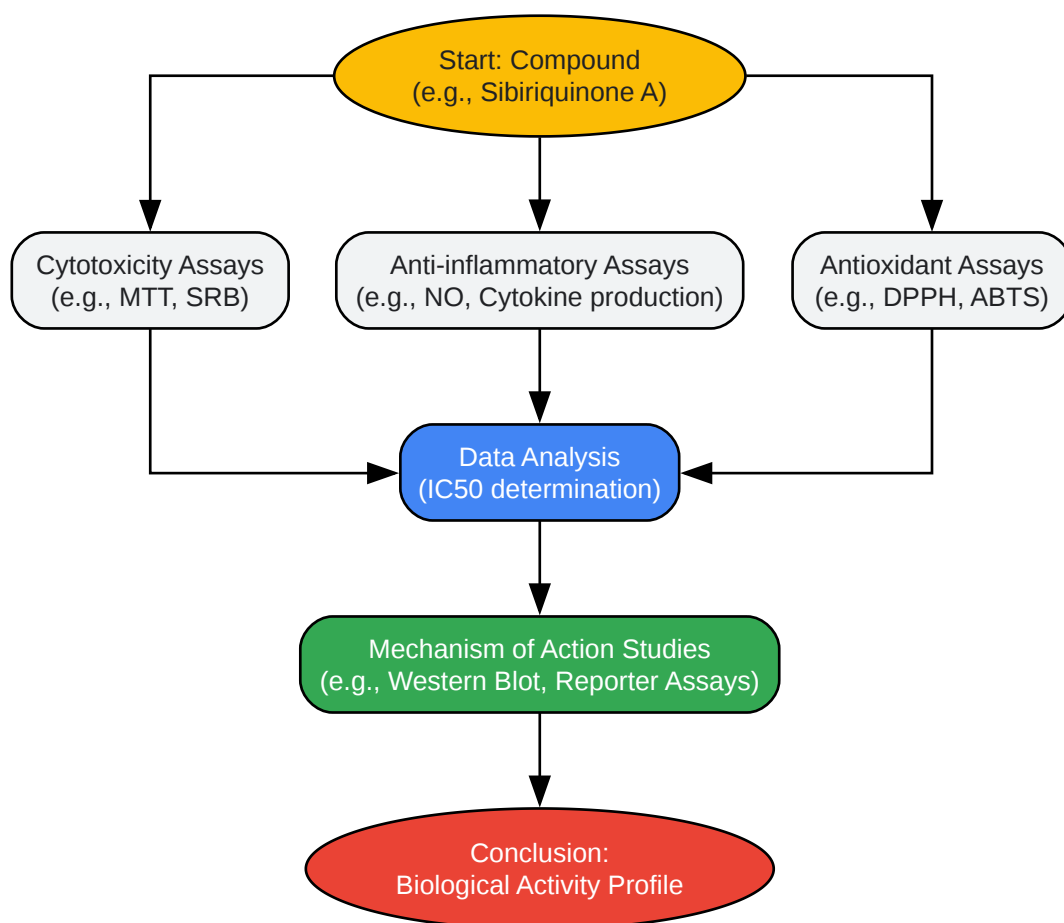 Start: Compound
(e.g., Sibiriquinone A)
Cytotoxicity Assays
(e.g., MTT, SRB)
Anti-inflammatory Assays
(e.g., NO, Cytokine production)
Antioxidant Assays
(e.g., DPPH, ABTS)
Data Analysis
(IC50 determination)
Mechanism of Action Studies
(e.g., Western Blot, Reporter Assays)
Conclusion:
Biological Activity Profile